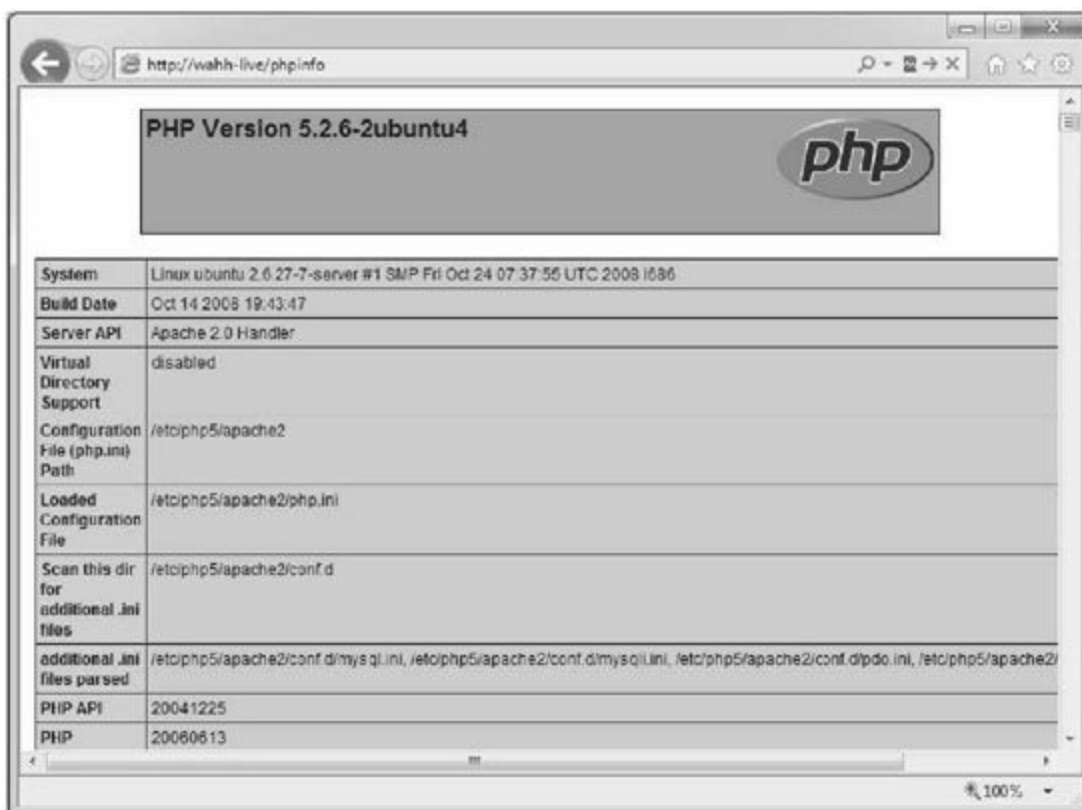 http://wahh-live/phpinfo
PHP Version 5.2.6-2ubuntu4
php
System Linux ubuntu 2.6.27-7-server #1 SMP Fri Oct 24 07:37:55 UTC 2008 i686
Build Date Oct 14 2008 19:43:47
Server API Apache 2.0 Handler
Virtual disabled
Directory
Support
Configuration /etc/php5/apache2
File (php.ini)
Path
Loaded /etc/php5/apache2/php.ini
Configuration
File
Scan this dir /etc/php5/apache2/conf.d
for
additional .ini
files
additional .ini /etc/php5/apache2/conf.d/mysql.ini, /etc/php5/apache2/conf.d/mysqli.ini, /etc/php5/apache2/conf.d/pdo.ini, /etc/php5/apache2/
files parsed
PHP API 20041225
PHP 20060613
100%